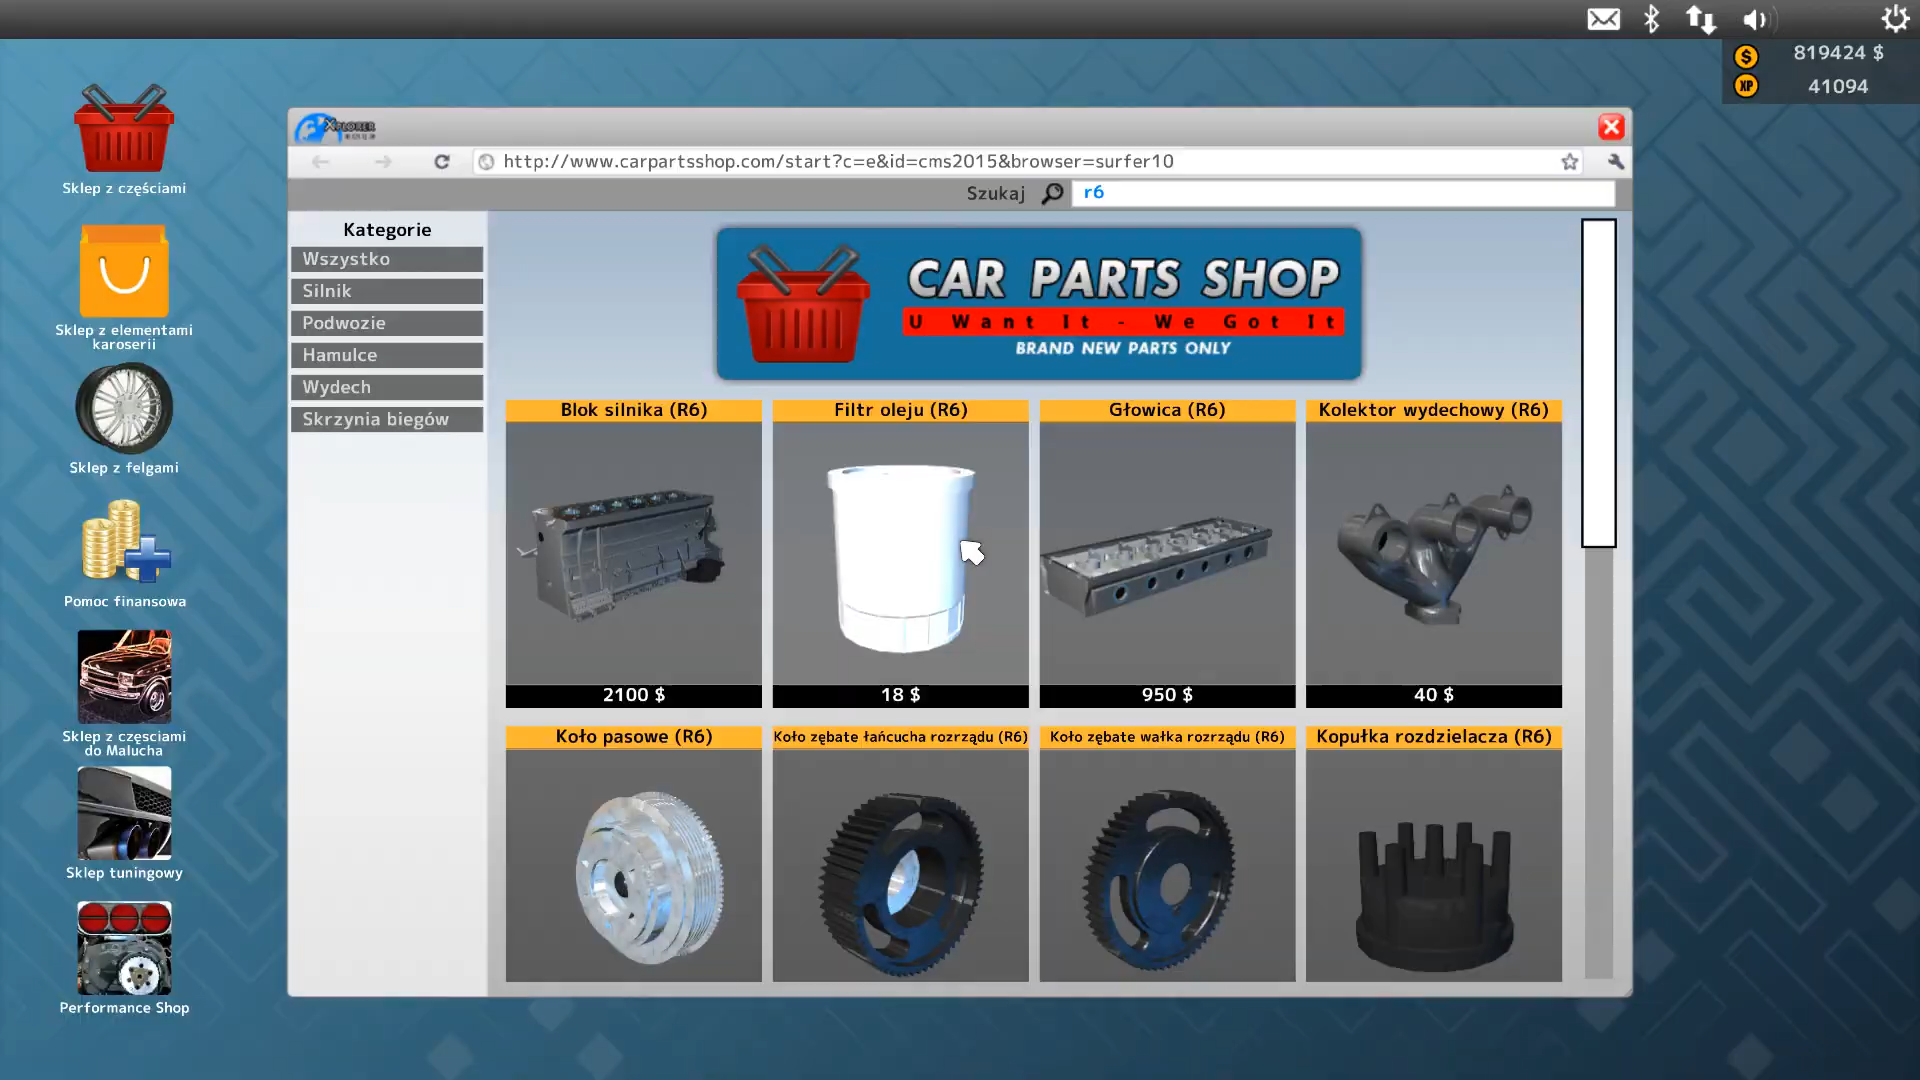 819424 $
XP
41094
XPLORER
http://www.carpartsshop.com/start?c=e&id=cms2015&browser=surfer10
Szukaj
r6
Kategorie
Wszystko
Silnik
Podwozie
Hamulce
Wydech
Skrzynia biegów
Sklep z częściami
Sklep z elementami
karoserii
Sklep z felgami
Pomoc finansowa
Sklep z częsciami
do Malucha
Sklep tuningowy
Performance Shop
CAR PARTS SHOP
U Want It - We Got It
BRAND NEW PARTS ONLY
Blok silnika (R6)
Filtr oleju (R6)
Głowica (R6)
Kolektor wydechowy (R6)
2100 $
18 $
950 $
40 $
Koło pasowe (R6)
Koło zębate łańcucha rozrządu (R6)
Koło zębate wałka rozrządu (R6)
Kopułka rozdzielacza (R6)